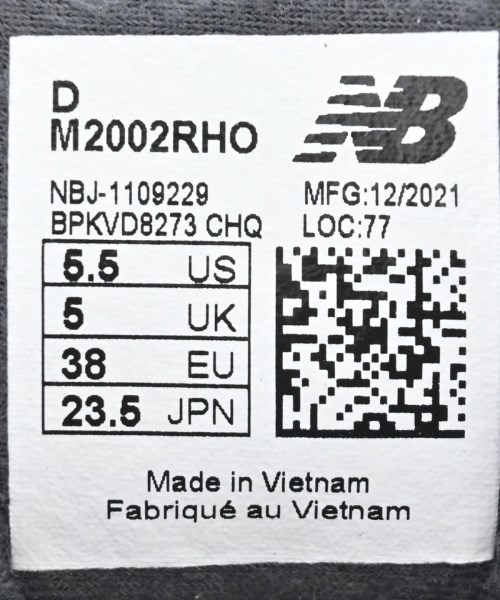 D
M2002RHO
NB
NBJ-1109229
MFG:12/2021
BPKVD8273 CHQ
LOC:77
5.5 US
5 UK
38 EU
23.5 JPN
Made in Vietnam
Fabriqué au Vietnam